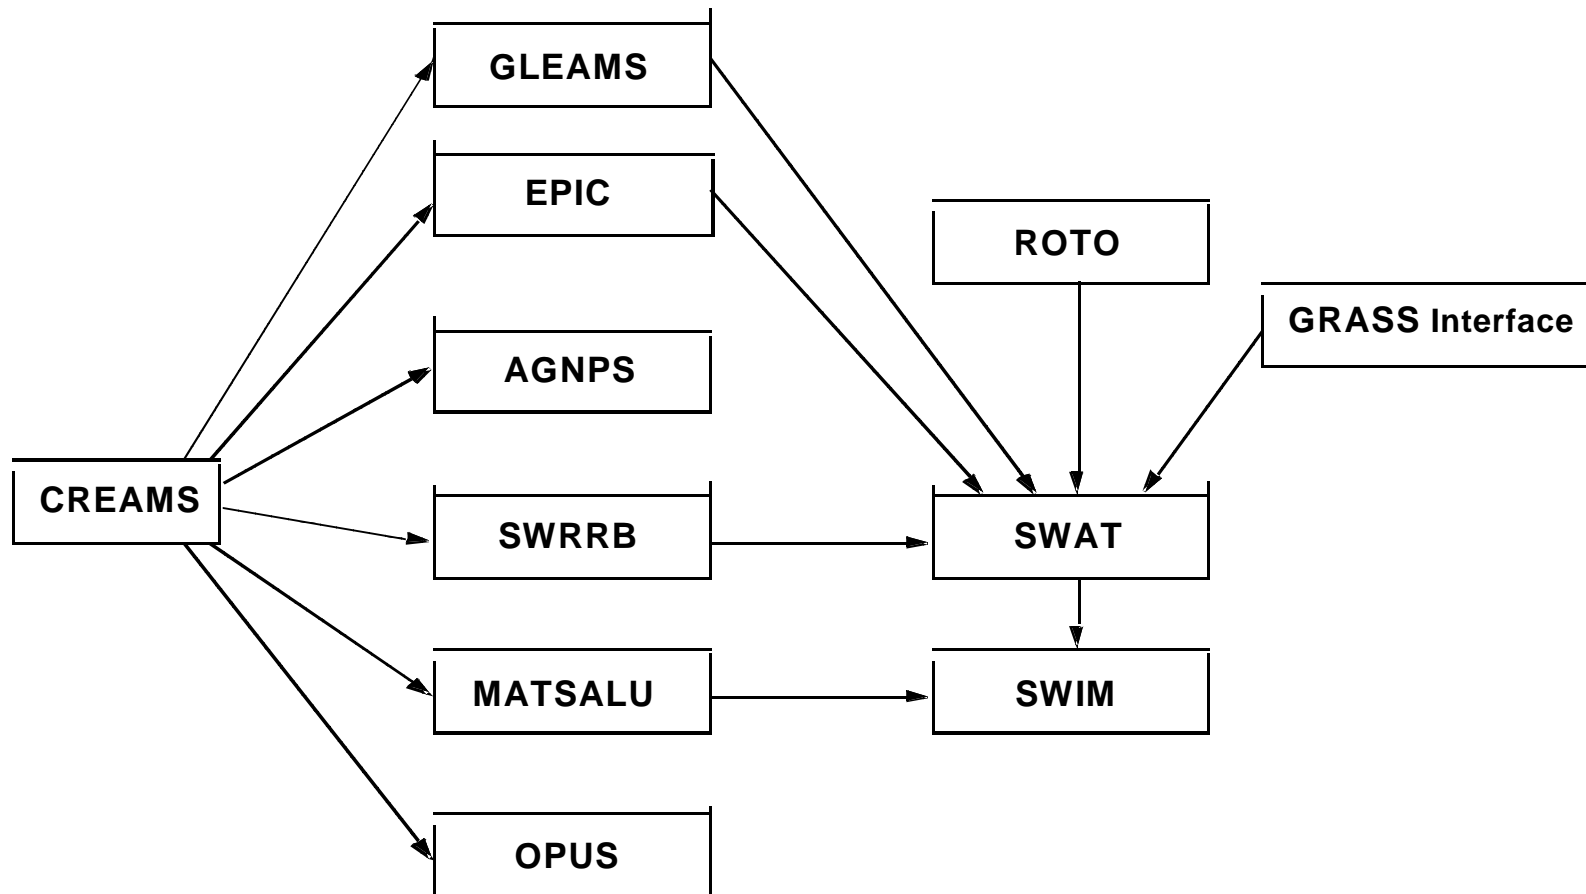 GLEAMS
EPIC
ROTO
GRASS Interface
AGNPS
CREAMS
SWRRB
SWAT
MATSALU
SWIM
OPUS